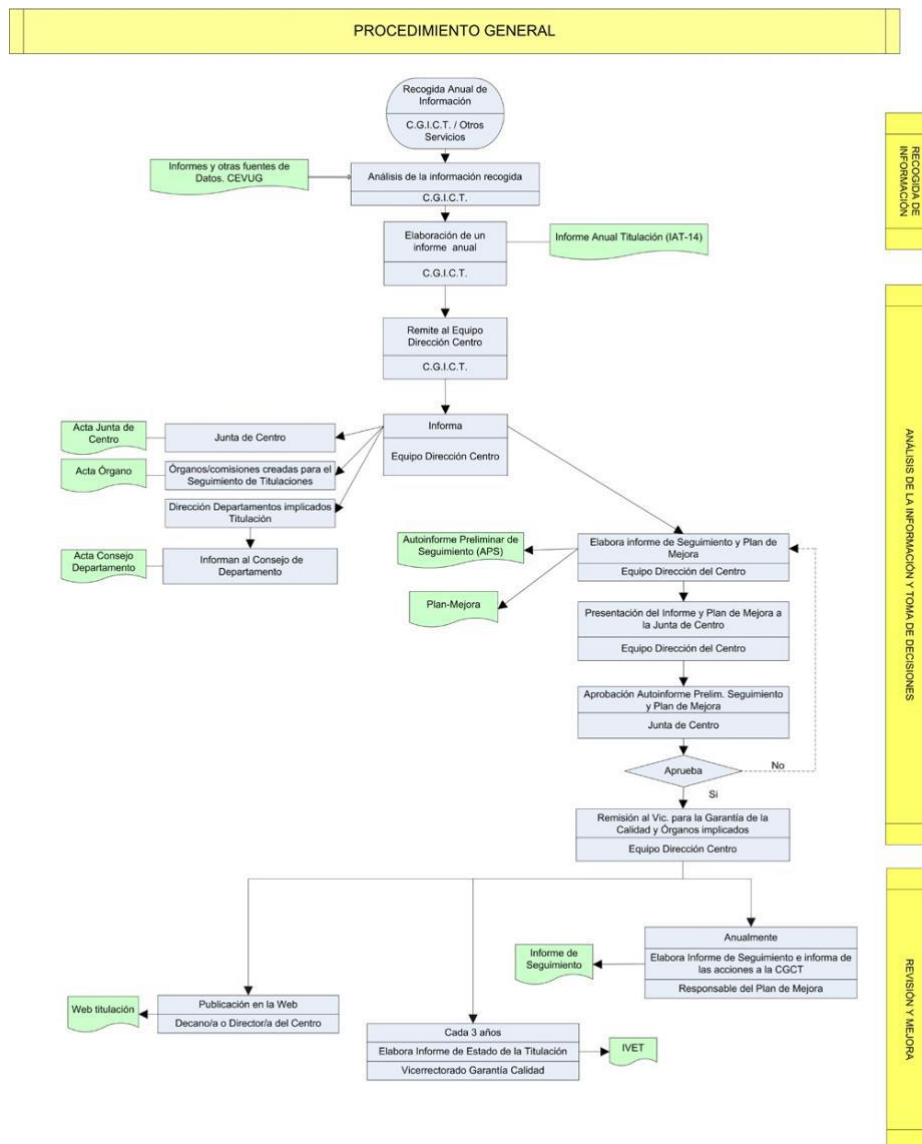 PROCEDIMIENTO GENERAL
Recogida Anual de
Información
C.G.I.C.T. / Otros
Servicios
Informes y otras fuentes de
Datos. CEVUG
Análisis de la información recogida
C.G.I.C.T.
RECOGIDA DE
INFORMACIÓN
Elaboración de un
informe anual
C.G.I.C.T.
Informe Anual Titulación (IAT-14)
Remite al Equipo
Dirección Centro
C.G.I.C.T.
Informa
Equipo Dirección Centro
Acta Junta de
Centro
Junta de Centro
Acta Órgano
Órganos/comisiones creadas para el
Seguimiento de Titulaciones
Dirección Departamentos implicados
Titulación
Acta Consejo
Departamento
Informan al Consejo de
Departamento
Autoinforme Preliminar de
Seguimiento (APS)
Plan-Mejora
Elabora informe de Seguimiento y Plan de
Mejora
Equipo Dirección del Centro
Presentación del Informe y Plan de Mejora a
la Junta de Centro
Equipo Dirección del Centro
Aprobación Autoinforme Prelim. Seguimiento
y Plan de Mejora
Junta de Centro
Aprueba
No
Si
Remisión al Vic. para la Garantía de la
Calidad y Órganos implicados
Equipo Dirección Centro
ANÁLISIS DE LA INFORMACIÓN Y TOMA DE DECISIONES
Anualmente
Elabora Informe de Seguimiento e informa de
las acciones a la CGCT
Responsable del Plan de Mejora
Informe de
Seguimiento
Web titulación
Publicación en la Web
Decano/a o Director/a del Centro
Cada 3 años
Elabora Informe de Estado de la Titulación
Vicerrectorado Garantía Calidad
IVET
REVISIÓN Y MEJORA